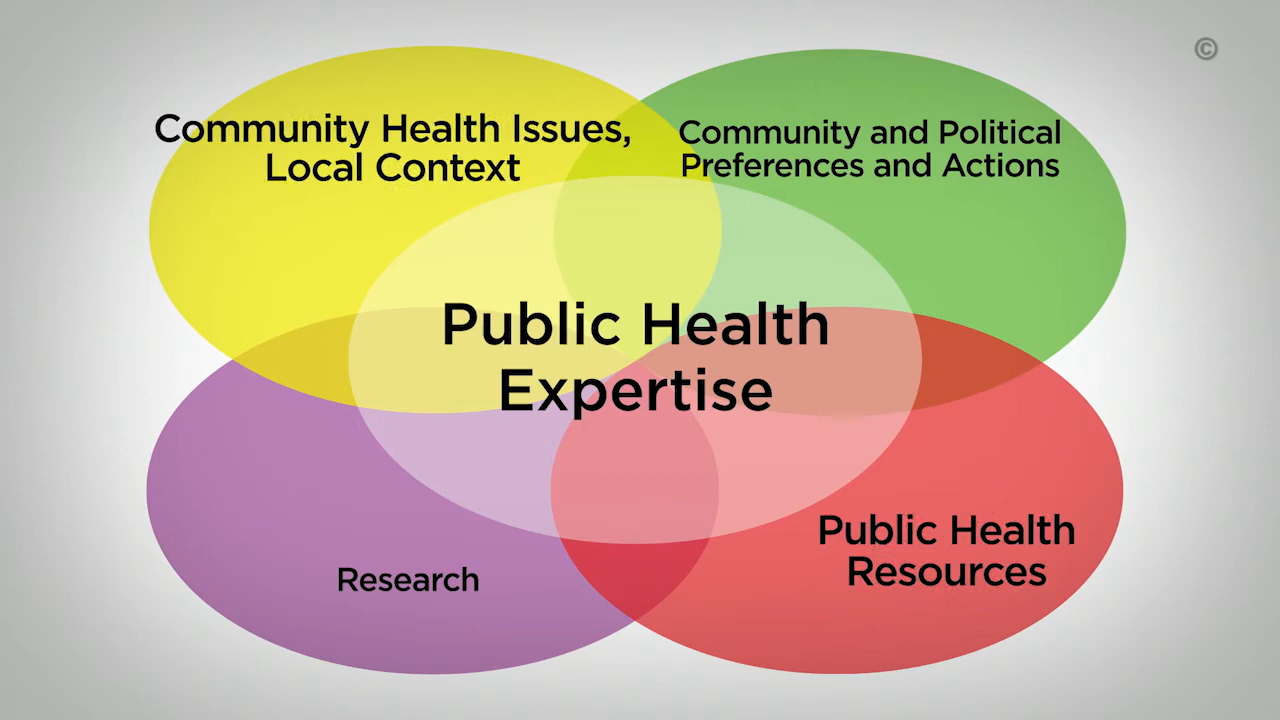 ©
Community Health Issues,
Local Context
Community and Political
Preferences and Actions
Public Health
Expertise
Research
Public Health
Resources